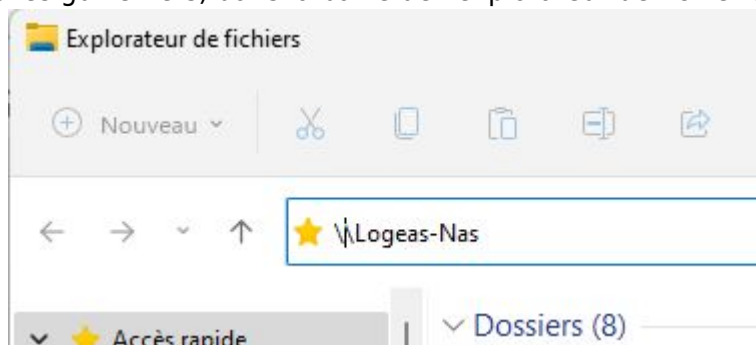 Explorateur de fichiers
Nouveau
\\Logeas-Nas
Accès rapide
Dossiers (8)